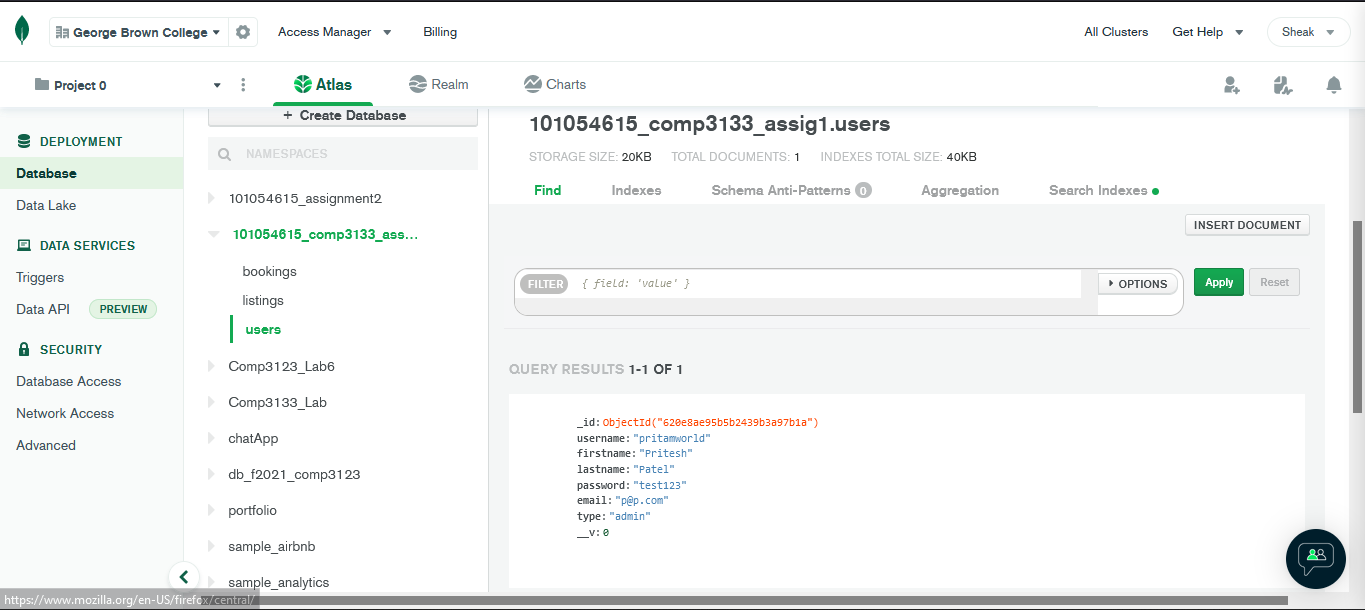 George Brown College
Access Manager
Billing
All Clusters
Get Help
Sheak
Project 0
Atlas
Realm
Charts
DEPLOYMENT
Database
Data Lake
DATA SERVICES
Triggers
Data API PREVIEW
SECURITY
Database Access
Network Access
Advanced
+ Create Database
NAMESPACES
101054615_assignment2
101054615_comp3133_ass...
bookings
listings
users
Comp3123_Lab6
Comp3133_Lab
chatApp
db_f2021_comp3123
portfolio
sample_airbnb
sample_analytics
101054615_comp3133_assig1.users
STORAGE SIZE: 20KB TOTAL DOCUMENTS: 1 INDEXES TOTAL SIZE: 40KB
Find Indexes Schema Anti-Patterns 0 Aggregation Search Indexes
INSERT DOCUMENT
FILTER { field: 'value' } OPTIONS Apply Reset
QUERY RESULTS 1-1 OF 1
_id: ObjectId("620e8ae95b5b2439b3a97b1a")
username: "pritamworld"
firstname: "Pritesh"
lastname: "Patel"
password: "test123"
email: "p@p.com"
type: "admin"
__v: 0
https://www.mozilla.org/en-US/firefox/central/